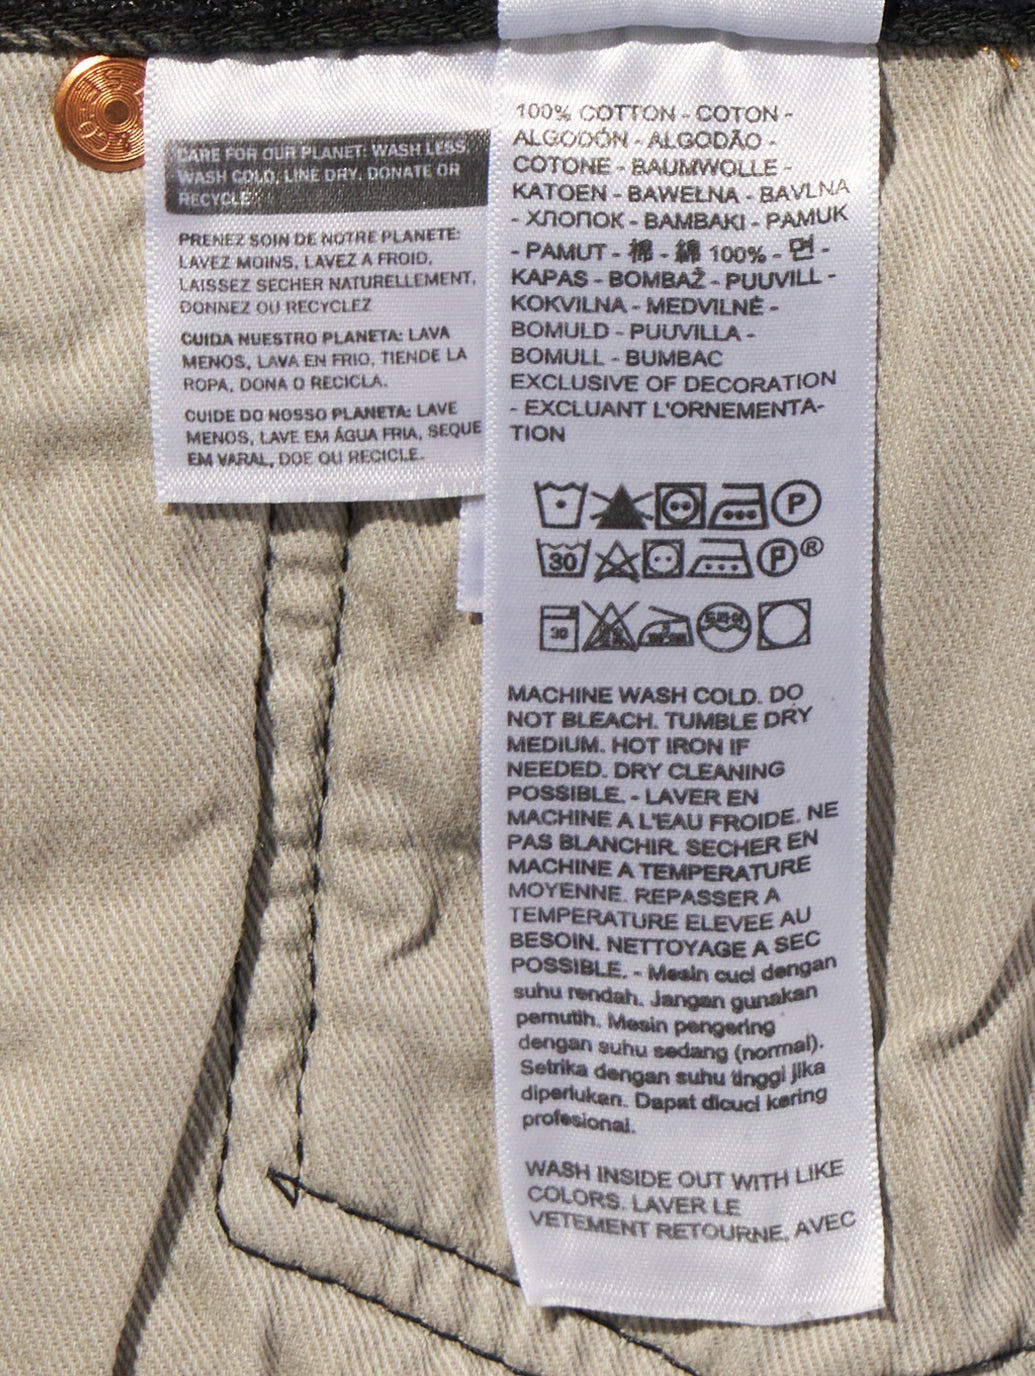 CARE FOR OUR PLANET: WASH LESS,
WASH COLD, LINE DRY, DONATE OR
RECYCLE
PRENEZ SOIN DE NOTRE PLANETE:
LAVEZ MOINS, LAVEZ A FROID,
LAISSEZ SECHER NATURELLEMENT,
DONNEZ OU RECYCLEZ
CUIDA NUESTRO PLANETA: LAVA
MENOS, LAVA EN FRIO, TIENDE LA
ROPA, DONA O RECICLA.
CUIDE DO NOSSO PLANETA: LAVE
MENOS, LAVE EM ÁGUA FRIA, SEQUE
EM VARAL, DOE OU RECICLE.
100% COTTON - COTON -
ALGODÓN - ALGODÃO -
COTONE - BAUMWOLLE -
KATOEN - BAWEŁNA - BAVLNA
- ХЛОПОК - BAMBAKI - PAMUK
- PAMUT - 棉 - 綿 100% - 면 -
KAPAS - BOMBAŽ - PUUVILL -
KOKVILNA - MEDVILNĖ -
BOMULD - PUUVILLA -
BOMULL - BUMBAC
EXCLUSIVE OF DECORATION
- EXCLUANT L'ORNEMENTA-
TION
P
30 P ®
30 드라이
MACHINE WASH COLD. DO
NOT BLEACH. TUMBLE DRY
MEDIUM. HOT IRON IF
NEEDED. DRY CLEANING
POSSIBLE. - LAVER EN
MACHINE A L'EAU FROIDE. NE
PAS BLANCHIR. SECHER EN
MACHINE A TEMPERATURE
MOYENNE. REPASSER A
TEMPERATURE ELEVEE AU
BESOIN. NETTOYAGE A SEC
POSSIBLE. - Mesin cuci dengan
suhu rendah. Jangan gunakan
pemutih. Mesin pengering
dengan suhu sedang (normal).
Setrika dengan suhu tinggi jika
diperlukan. Dapat dicuci kering
profesional.
WASH INSIDE OUT WITH LIKE
COLORS. LAVER LE
VETEMENT RETOURNE, AVEC